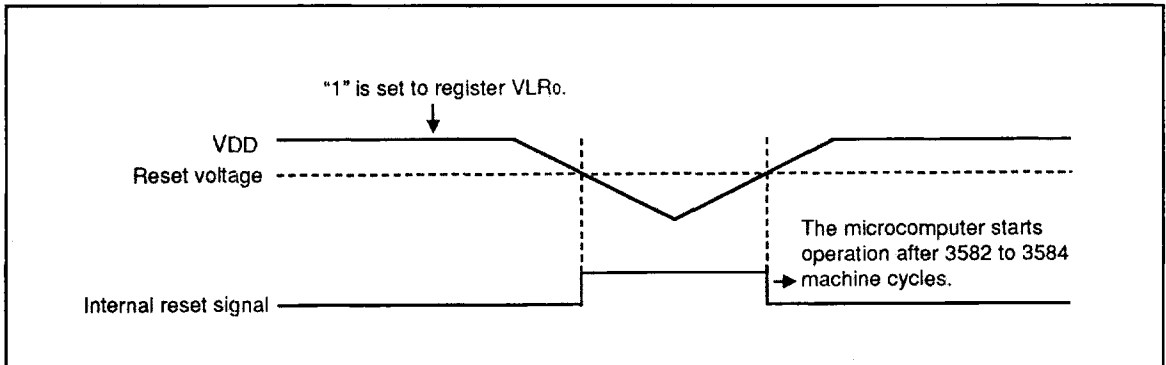 "1" is set to register VLR0.
VDD
Reset voltage
The microcomputer starts
operation after 3582 to 3584
machine cycles.
Internal reset signal